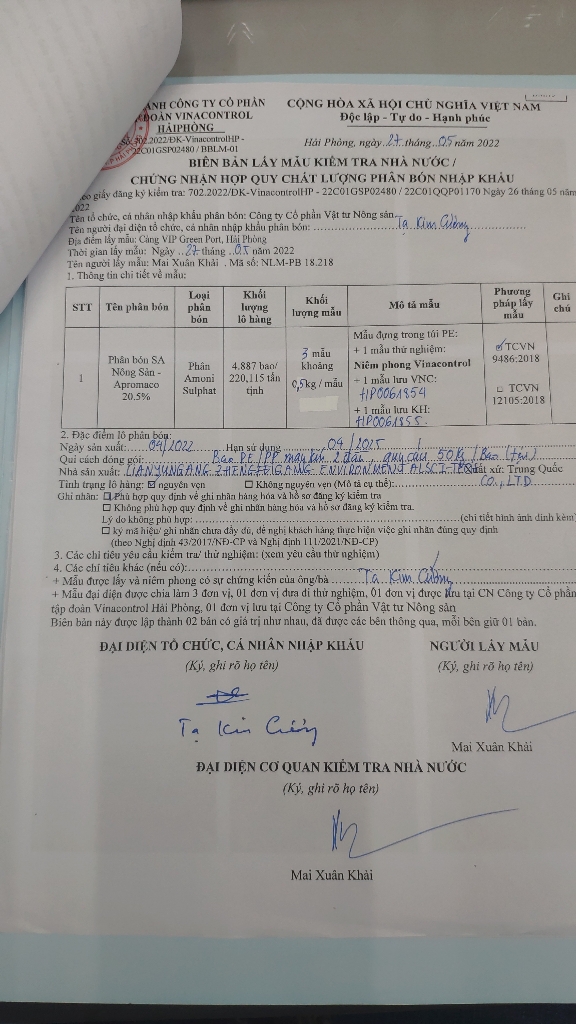 ÁNH CÔNG TY CỔ PHẦN
ĐOÀN VINACONTROL
HẢI PHÒNG
Số: 702.2022/ĐK-VinacontrolHP -
22C01GSP02480 / BBLM-01
CỘNG HÒA XÃ HỘI CHỦ NGHĨA VIỆT NAM
Độc lập - Tự do - Hạnh phúc
Hải Phòng, ngày 27 tháng 05 năm 2022
BIÊN BẢN LẤY MẪU KIỂM TRA NHÀ NƯỚC /
CHỨNG NHẬN HỢP QUY CHẤT LƯỢNG PHÂN BÓN NHẬP KHẨU
eo giấy đăng ký kiểm tra: 702.2022/ĐK-VinacontrolHP - 22C01GSP02480 / 22C01QQP01170 Ngày 26 tháng 05 năm
2022
Tên tổ chức, cá nhân nhập khẩu phân bón: Công ty Cổ phần Vật tư Nông sản
Tên người đại diện tổ chức, cá nhân nhập khẩu phân bón: Tạ Kim Cường
Địa điểm lấy mẫu: Cảng VIP Green Port, Hải Phòng
Thời gian lấy mẫu: Ngày 27 tháng 05 năm 2022
Tên người lấy mẫu: Mai Xuân Khải . Mã số: NLM-PB 18.218
1. Thông tin chi tiết về mẫu:
STT Tên phân bón Loại phân bón Khối lượng lô hàng Khối lượng mẫu Mô tả mẫu Phương pháp lấy mẫu Ghi chú
1 Phân bón SA Nông Sản - Apromaco 20.5% Phân Amoni Sulphat 4.887 bao/ 220,115 tấn tịnh 3 mẫu khoảng 0,5kg / mẫu
Mẫu đựng trong túi PE:
+ 1 mẫu thử nghiệm:
Niêm phong Vinacontrol
+ 1 mẫu lưu VNC:
HP0061854
+ 1 mẫu lưu KH:
HP0061855
☑ TCVN 9486:2018
☐ TCVN 12105:2018
2. Đặc điểm lô phân bón:
Ngày sản xuất: 04/2022 Hạn sử dụng 04/2025
Qui cách đóng gói: Bao PE/PP may kín 2 đầu quy cầu 50kg/Bao (tịnh)
Nhà sản xuất: LIANYUNGANG ZHENGFEIGANG ENVIRONMENTAL SCI-TECH Xuất xứ: Trung Quốc
CO., LTD
Tình trạng lô hàng: ☑ nguyên vẹn ☐ Không nguyên vẹn (Mô tả cụ thể):
Ghi nhãn: ☑ Phù hợp quy định về ghi nhãn hàng hóa và hồ sơ đăng ký kiểm tra
☐ Không phù hợp quy định về ghi nhãn hàng hóa và hồ sơ đăng ký kiểm tra.
Lý do không phù hợp: (chi tiết hình ảnh đính kèm)
☐ ký mã hiệu/ ghi nhãn chưa đầy đủ, đề nghị khách hàng thực hiện việc ghi nhãn đúng quy định
(theo Nghị định 43/2017/NĐ-CP và Nghị định 111/2021/NĐ-CP)
3. Các chỉ tiêu yêu cầu kiểm tra/ thử nghiệm: (xem yêu cầu thử nghiệm)
4. Các chỉ tiêu khác (nếu có):
+ Mẫu được lấy và niêm phong có sự chứng kiến của ông/bà Tạ Kim Cường
+ Mẫu đại diện được chia làm 3 đơn vị, 01 đơn vị đưa đi thử nghiệm, 01 đơn vị được lưu tại CN Công ty Cổ phần
tập đoàn Vinacontrol Hải Phòng, 01 đơn vị lưu tại Công ty Cổ phần Vật tư Nông sản
Biên bản này được lập thành 02 bản có giá trị như nhau, đã được các bên thông qua, mỗi bên giữ 01 bản.
ĐẠI DIỆN TỔ CHỨC, CÁ NHÂN NHẬP KHẨU
(Ký, ghi rõ họ tên)
Tạ Kim Cường
NGƯỜI LẤY MẪU
(Ký, ghi rõ họ tên)
Mai Xuân Khải
ĐẠI DIỆN CƠ QUAN KIỂM TRA NHÀ NƯỚC
(Ký, ghi rõ họ tên)
Mai Xuân Khải